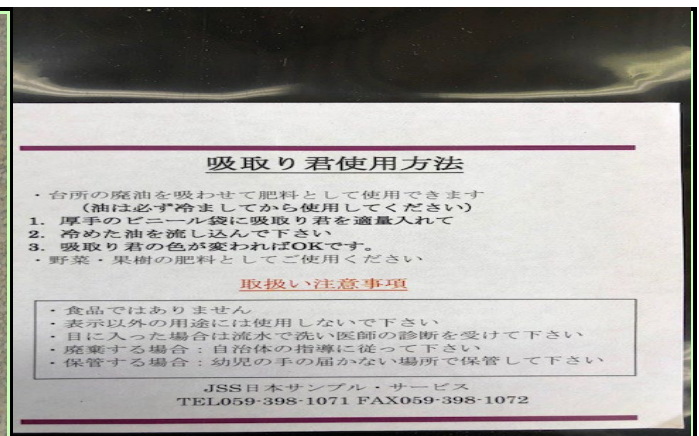 吸取り君使用方法
・台所の廃油を吸わせて肥料として使用できます
(油は必ず冷ましてから使用してください)
1. 厚手のビニール袋に吸取り君を適量入れて
2. 冷めた油を流し込んで下さい
3. 吸取り君の色が変わればOKです。
・野菜・果樹の肥料としてご使用ください
取扱い注意事項
・食品ではありません
・表示以外の用途には使用しないで下さい
・目に入った場合は流水で洗い医師の診断を受けて下さい
・廃棄する場合：自治体の指導に従って下さい
・保管する場合：幼児の手の届かない場所で保管して下さい
JSS日本サンプル・サービス
TEL059-398-1071 FAX059-398-1072